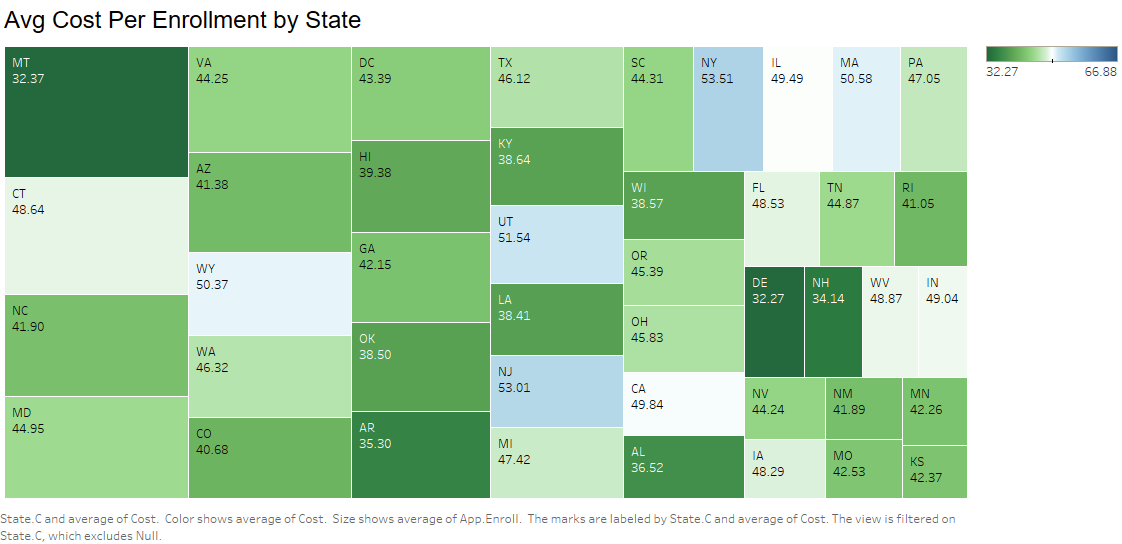 Avg Cost Per Enrollment by State
MT
32.37
CT
48.64
NC
41.90
MD
44.95
VA
44.25
AZ
41.38
WY
50.37
WA
46.32
CO
40.68
DC
43.39
HI
39.38
GA
42.15
OK
38.50
AR
35.30
TX
46.12
KY
38.64
UT
51.54
LA
38.41
NJ
53.01
MI
47.42
SC
44.31
NY
53.51
IL
49.49
MA
50.58
PA
47.05
WI
38.57
OR
45.39
OH
45.83
CA
49.84
AL
36.52
FL
48.53
TN
44.87
RI
41.05
DE
32.27
NH
34.14
WV
48.87
IN
49.04
NV
44.24
NM
41.89
MN
42.26
IA
48.29
MO
42.53
KS
42.37
32.27 66.88
State.C and average of Cost. Color shows average of Cost. Size shows average of App.Enroll. The marks are labeled by State.C and average of Cost. The view is filtered on
State.C, which excludes Null.